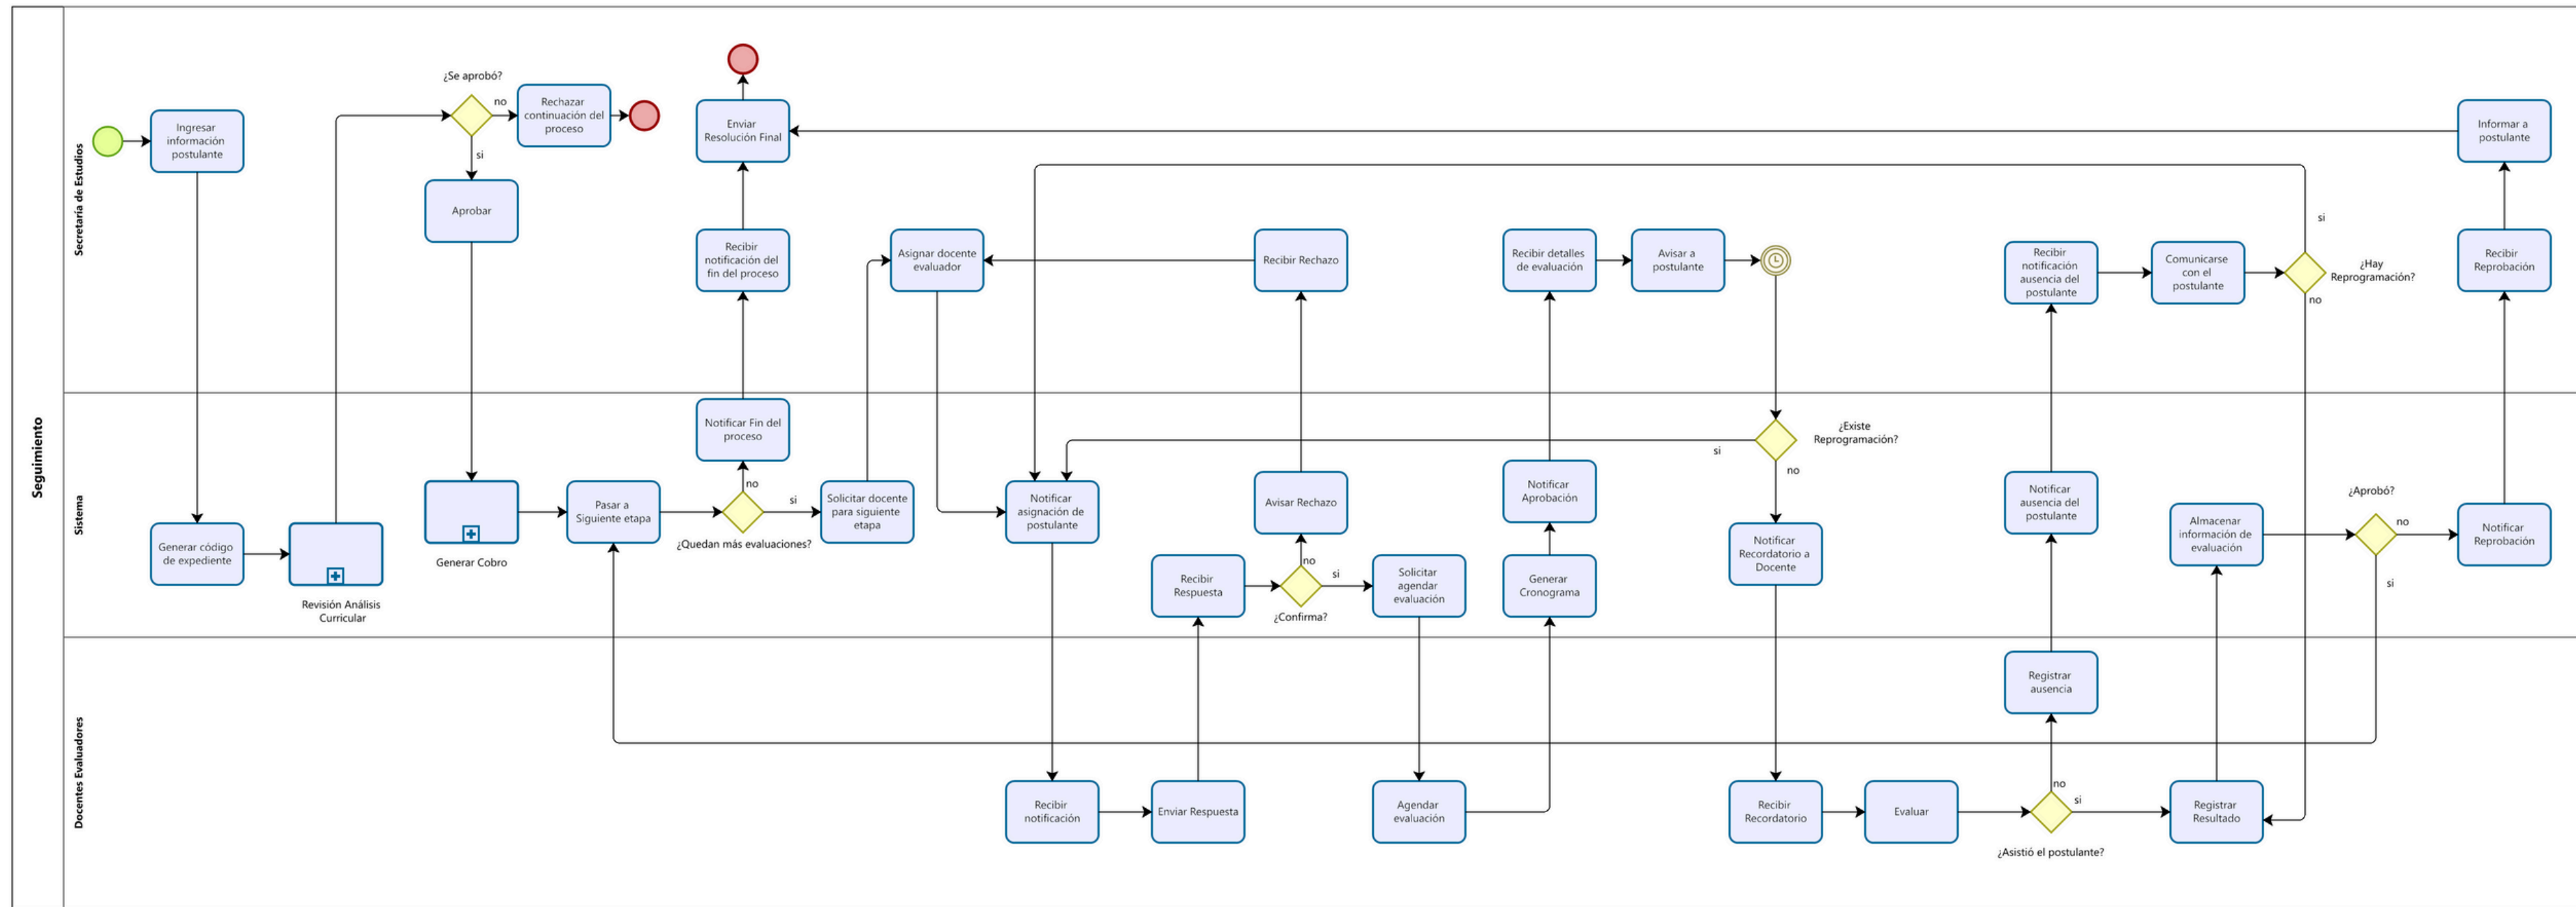 Seguimiento
Secretaría de Estudios
Ingresar
información
postulante
¿Se aprobó?
no
Rechazar
continuación del
proceso
si
Aprobar
Enviar
Resolución Final
Recibir
notificación del
fin del proceso
Asignar docente
evaluador
Recibir Rechazo
Recibir detalles
de evaluación
Avisar a
postulante
Recibir
notificación
ausencia del
postulante
Comunicarse
con el
postulante
si
¿Hay
Reprogramación?
no
Informar a
postulante
Recibir
Reprobación
Sistema
Generar código
de expediente
Revisión Análisis
Curricular
Generar Cobro
Pasar a
Siguiente etapa
Notificar Fin del
proceso
no
si
¿Quedan más evaluaciones?
Solicitar docente
para siguiente
etapa
Notificar
asignación de
postulante
Recibir
Respuesta
Avisar Rechazo
no
si
¿Confirma?
Solicitar
agendar
evaluación
Notificar
Aprobación
Generar
Cronograma
¿Existe
Reprogramación?
si
no
Notificar
Recordatorio a
Docente
Notificar
ausencia del
postulante
Almacenar
información de
evaluación
¿Aprobó?
no
si
Notificar
Reprobación
Docentes Evaluadores
Recibir
notificación
Enviar Respuesta
Agendar
evaluación
Recibir
Recordatorio
Evaluar
Registrar
ausencia
no
si
¿Asistió el postulante?
Registrar
Resultado